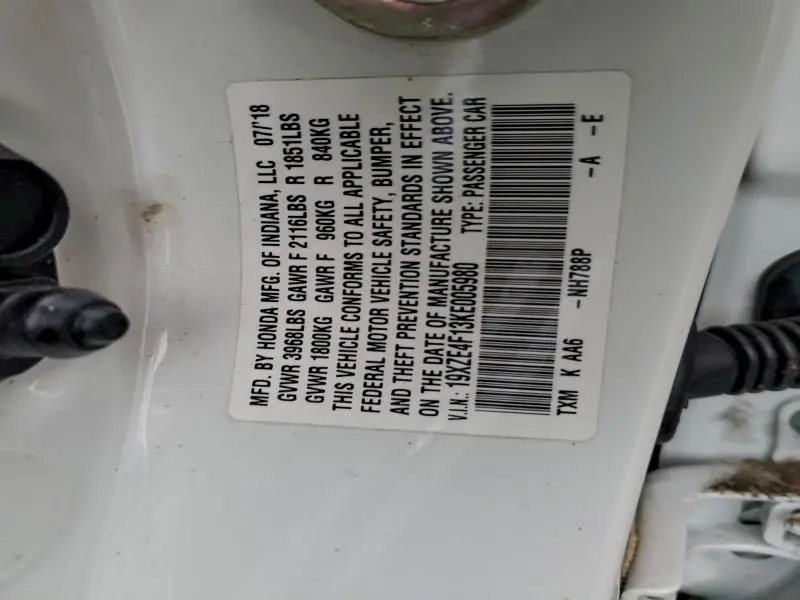 MFD. BY HONDA MFG. OF INDIANA, LLC 07/'18
GVWR 3968LBS GAWR F 2116LBS R 1851LBS
GVWR 1800KG GAWR F 960KG R 840KG
THIS VEHICLE CONFORMS TO ALL APPLICABLE
FEDERAL MOTOR VEHICLE SAFETY, BUMPER,
AND THEFT PREVENTION STANDARDS IN EFFECT
ON THE DATE OF MANUFACTURE SHOWN ABOVE.
V.I.N.: 19XZE4F13KE005980 TYPE: PASSENGER CAR
TXM K AA6 -NH788P -A -E